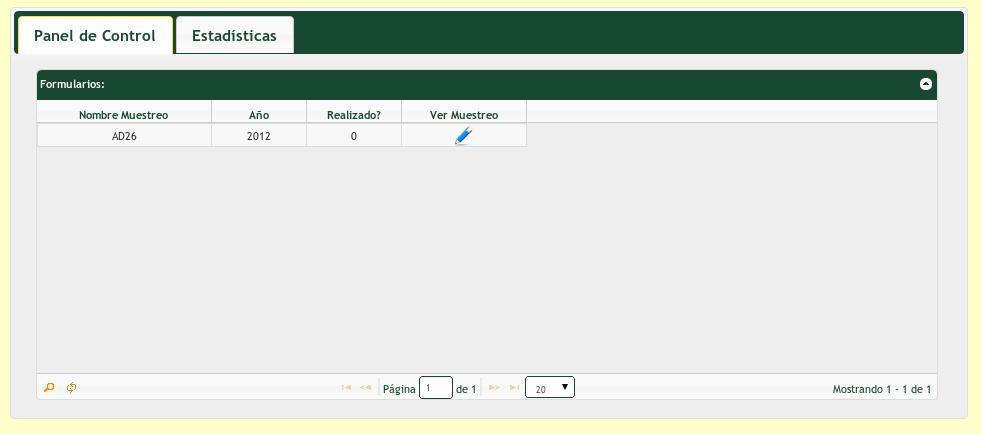 Panel de Control Estadísticas
Formularios:
Nombre Muestreo Año Realizado? Ver Muestreo
AD26 2012 0
Página 1 de 1 20 Mostrando 1 - 1 de 1